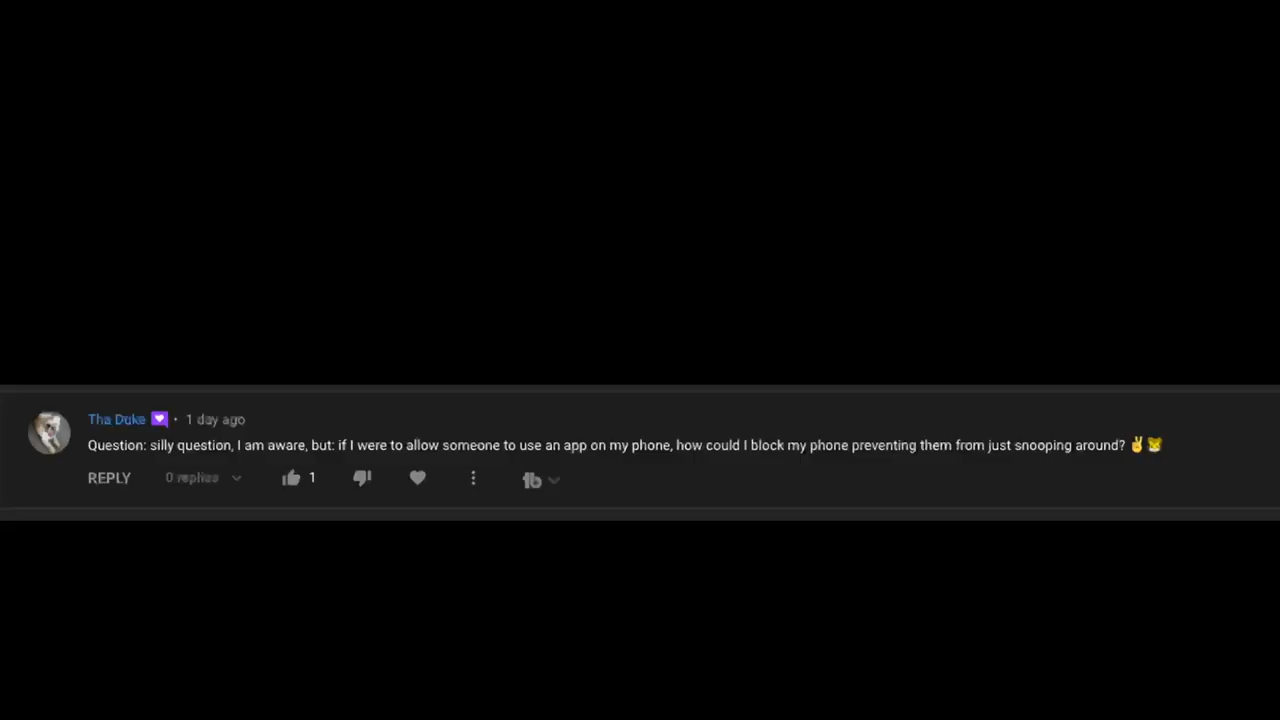 Tha Duke • 1 day ago
Question: silly question, I am aware, but: if I were to allow someone to use an app on my phone, how could I block my phone preventing them from just snooping around? ✌️🐯
REPLY 0 replies 1